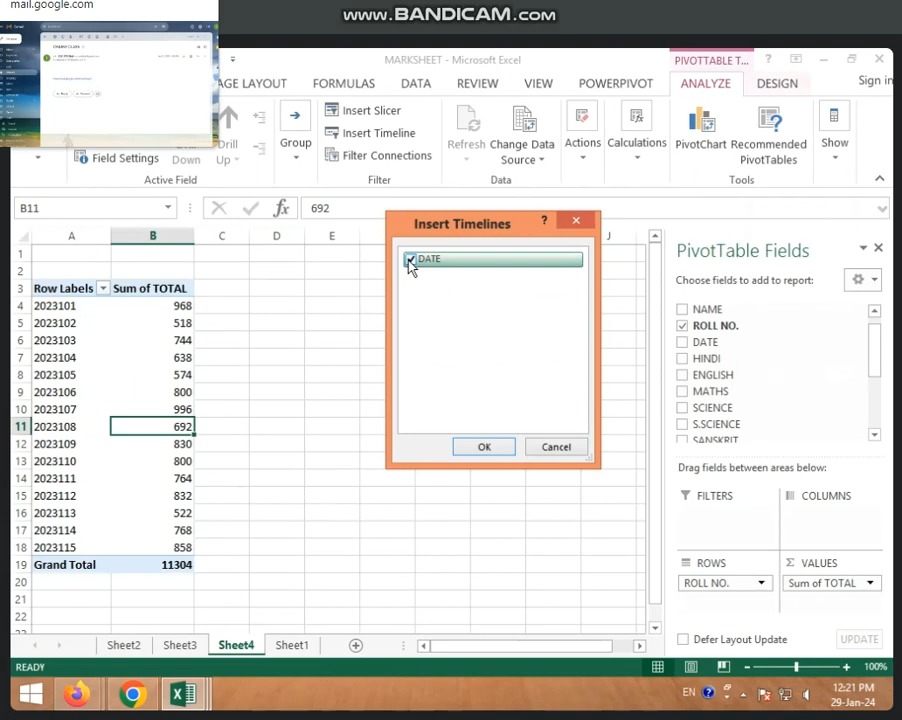 mail.google.com
www.BANDICAM.com
MARKSHEET - Microsoft Excel
PIVOTTABLE T...
? 
Sign in
AGE LAYOUT FORMULAS DATA REVIEW VIEW POWERPIVOT ANALYZE DESIGN
Drill
Down
Drill
Up
Field Settings
Active Field
Group
Insert Slicer
Insert Timeline
Filter Connections
Filter
Refresh
Change Data
Source
Data
Actions
Calculations
PivotChart
Recommended
PivotTables
Tools
Show
B11 fx 692
A B C D E J
1
2
3 Row Labels Sum of TOTAL
4 2023101 968
5 2023102 518
6 2023103 744
7 2023104 638
8 2023105 574
9 2023106 800
10 2023107 996
11 2023108 692
12 2023109 830
13 2023110 800
14 2023111 764
15 2023112 832
16 2023113 522
17 2023114 768
18 2023115 858
19 Grand Total 11304
20
21
22
Insert Timelines ?
DATE
OK Cancel
PivotTable Fields
Choose fields to add to report:
NAME
ROLL NO.
DATE
HINDI
ENGLISH
MATHS
SCIENCE
S.SCIENCE
SANSKRIT
Drag fields between areas below:
FILTERS COLUMNS
ROWS Σ VALUES
ROLL NO. Sum of TOTAL
Defer Layout Update UPDATE
Sheet2 Sheet3 Sheet4 Sheet1
READY 100%
EN 12:21 PM
29-Jan-24